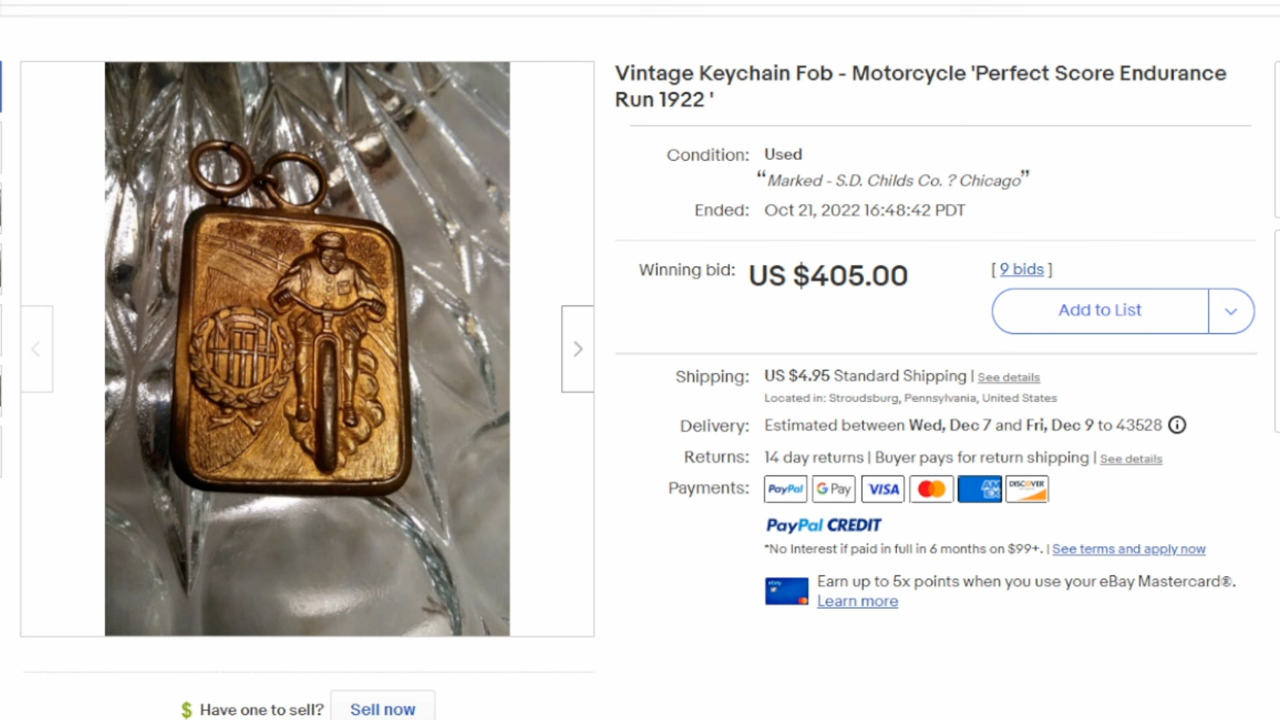 Vintage Keychain Fob - Motorcycle 'Perfect Score Endurance
Run 1922 '
Condition: Used
“Marked - S.D. Childs Co. ? Chicago”
Ended: Oct 21, 2022 16:48:42 PDT
Winning bid: US $405.00 [ 9 bids ]
Add to List
Shipping: US $4.95 Standard Shipping | See details
Located in: Stroudsburg, Pennsylvania, United States
Delivery: Estimated between Wed, Dec 7 and Fri, Dec 9 to 43528
Returns: 14 day returns | Buyer pays for return shipping | See details
Payments: PayPal G Pay VISA AMEX DISCOVER
PayPal CREDIT
*No Interest if paid in full in 6 months on $99+. | See terms and apply now
ebay
Earn up to 5x points when you use your eBay Mastercard®.
Learn more
$ Have one to sell? Sell now